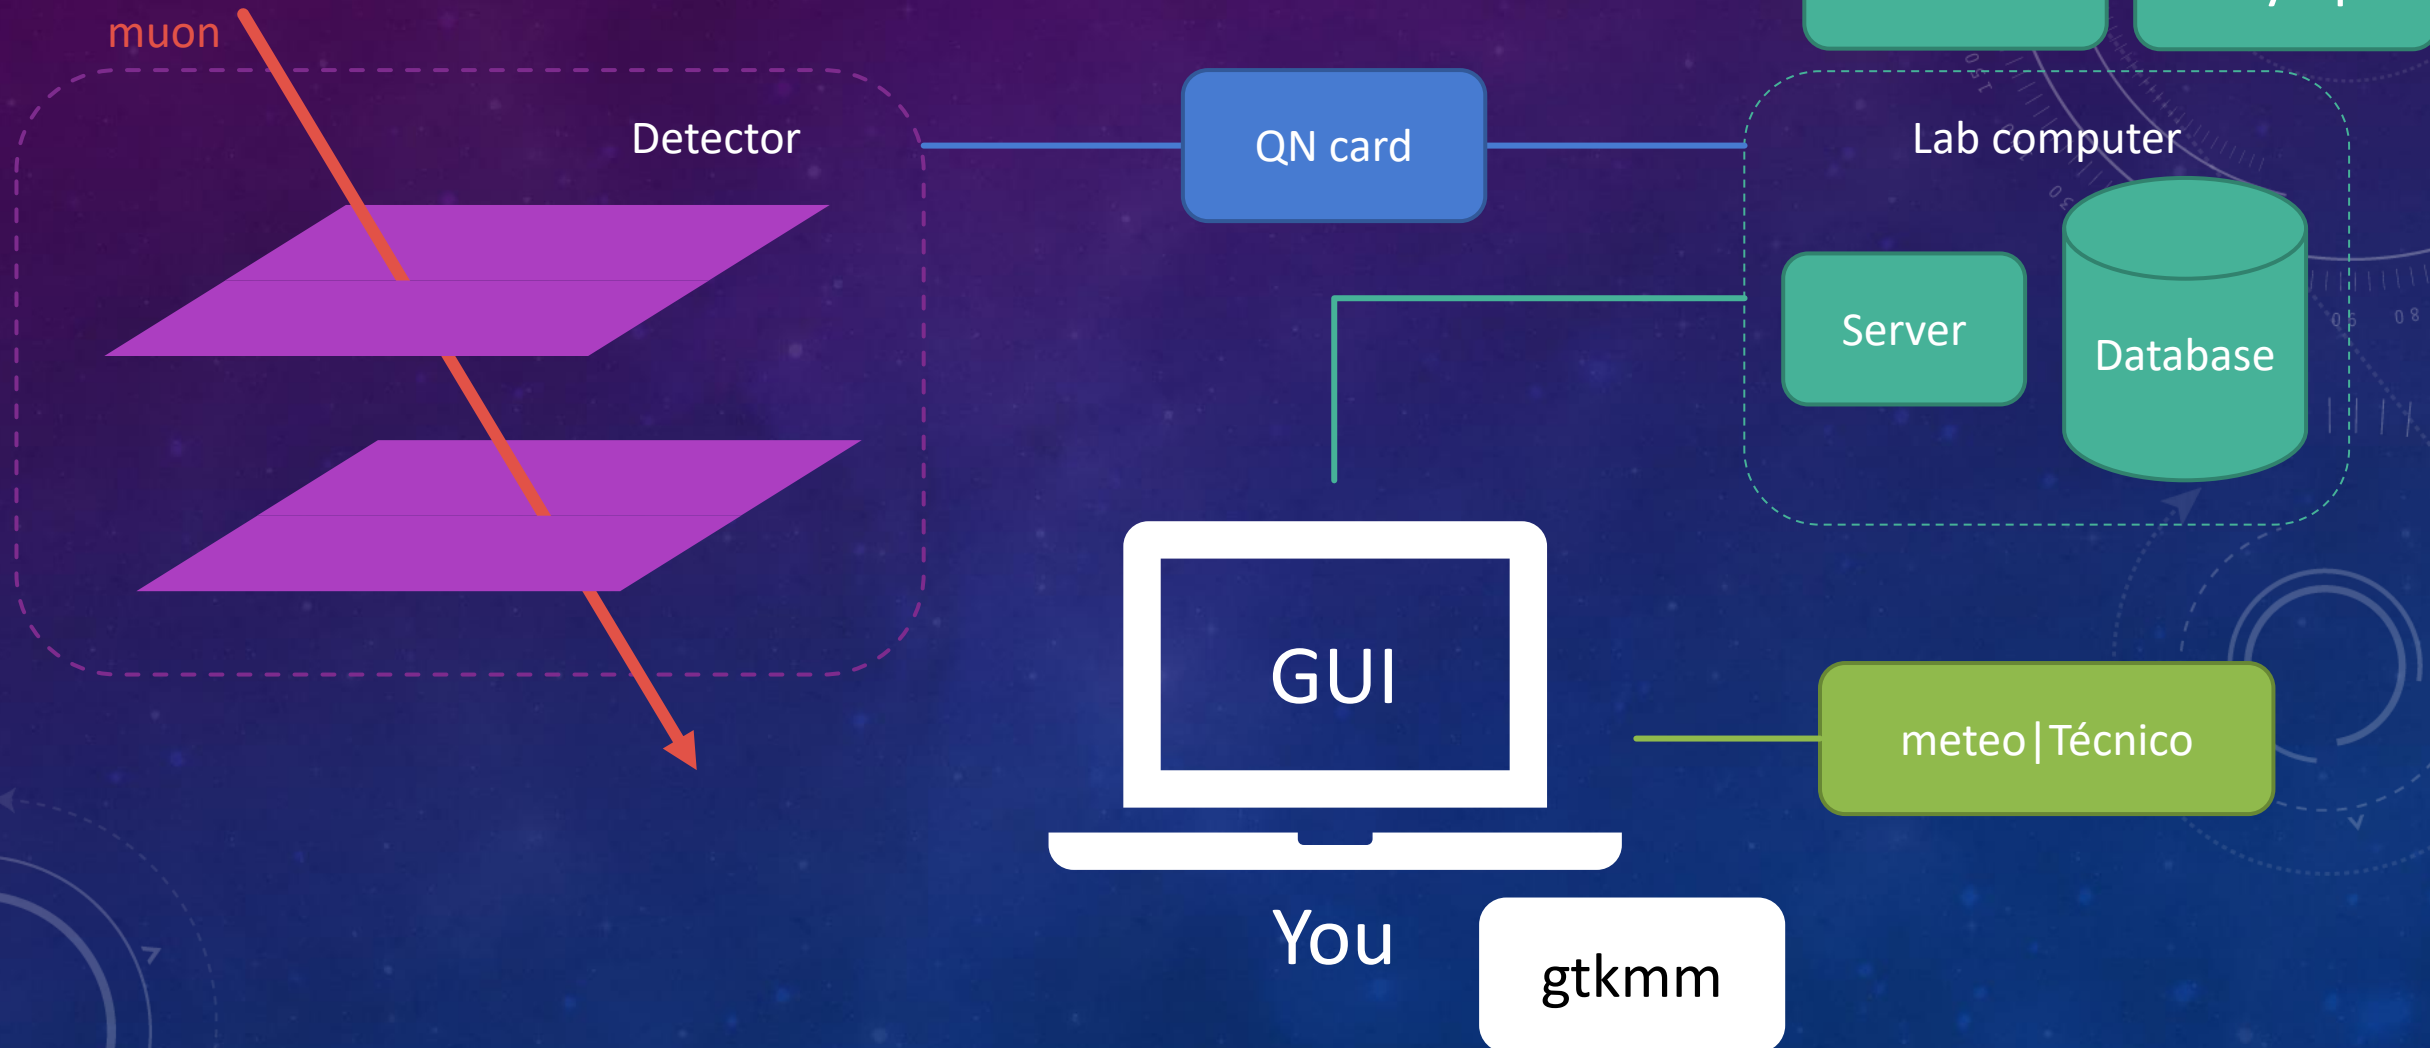 muon
Detector
QN card
Lab computer
Server
Database
GUI
meteo|Técnico
You
gtkmm